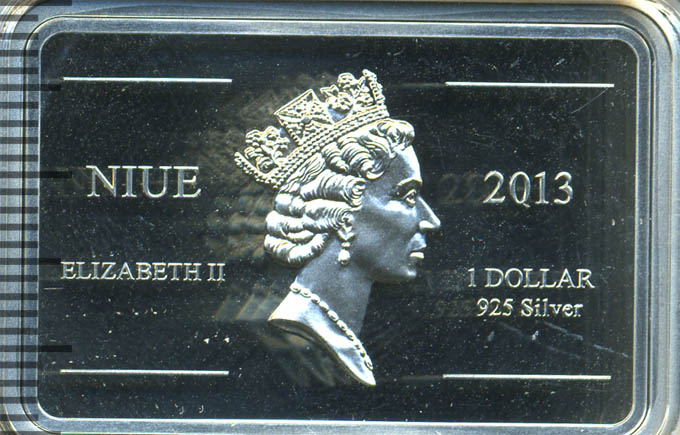 NIUE
ELIZABETH II
2013
1 DOLLAR
925 Silver